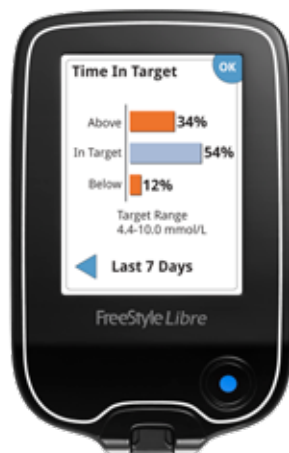 Time In Target
OK
Above 34%
In Target 54%
Below 12%
Target Range
4.4-10.0 mmol/L
Last 7 Days
FreeStyle Libre